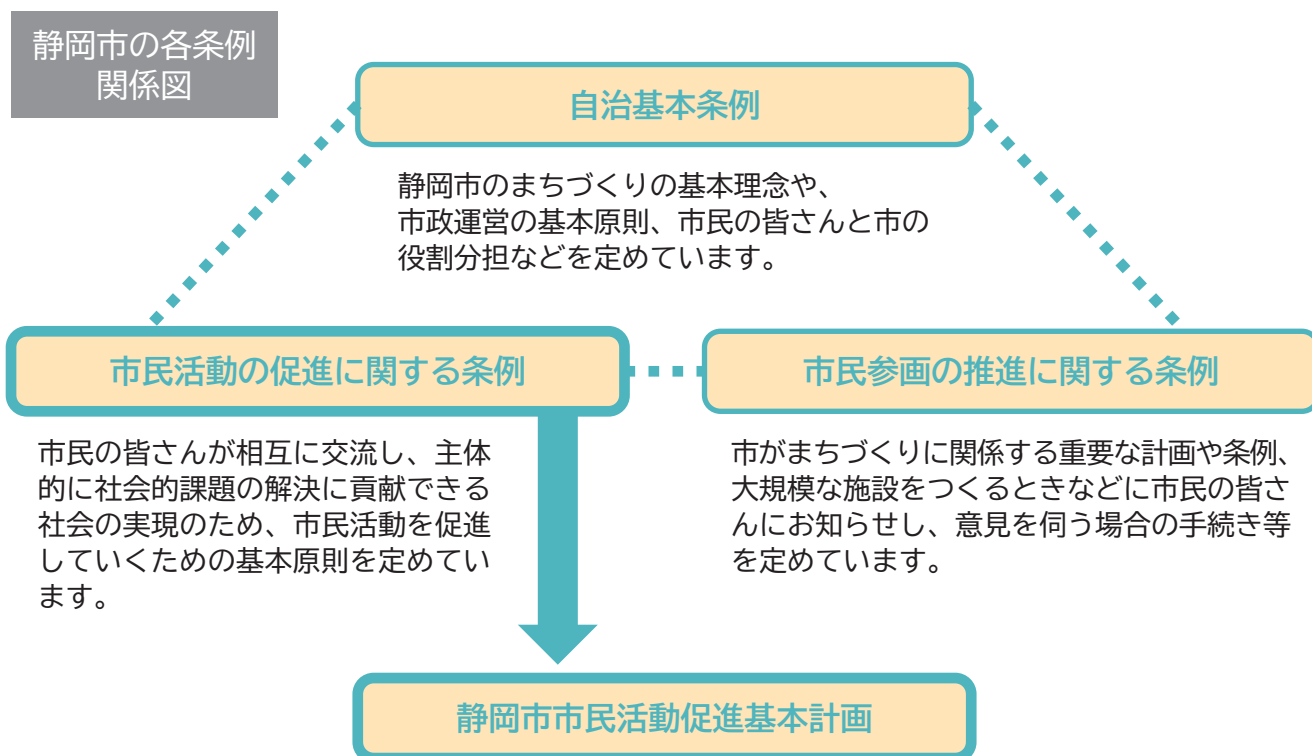 静岡市の各条例
関係図
自治基本条例
静岡市のまちづくりの基本理念や、
市政運営の基本原則、市民の皆さんと市の
役割分担などを定めています。
市民活動の促進に関する条例
市民の皆さんが相互に交流し、主体
的に社会的課題の解決に貢献できる
社会の実現のため、市民活動を促進
していくための基本原則を定めてい
ます。
市民参画の推進に関する条例
市がまちづくりに関係する重要な計画や条例、
大規模な施設をつくるときなどに市民の皆さ
んにお知らせし、意見を伺う場合の手続き等
を定めています。
静岡市市民活動促進基本計画